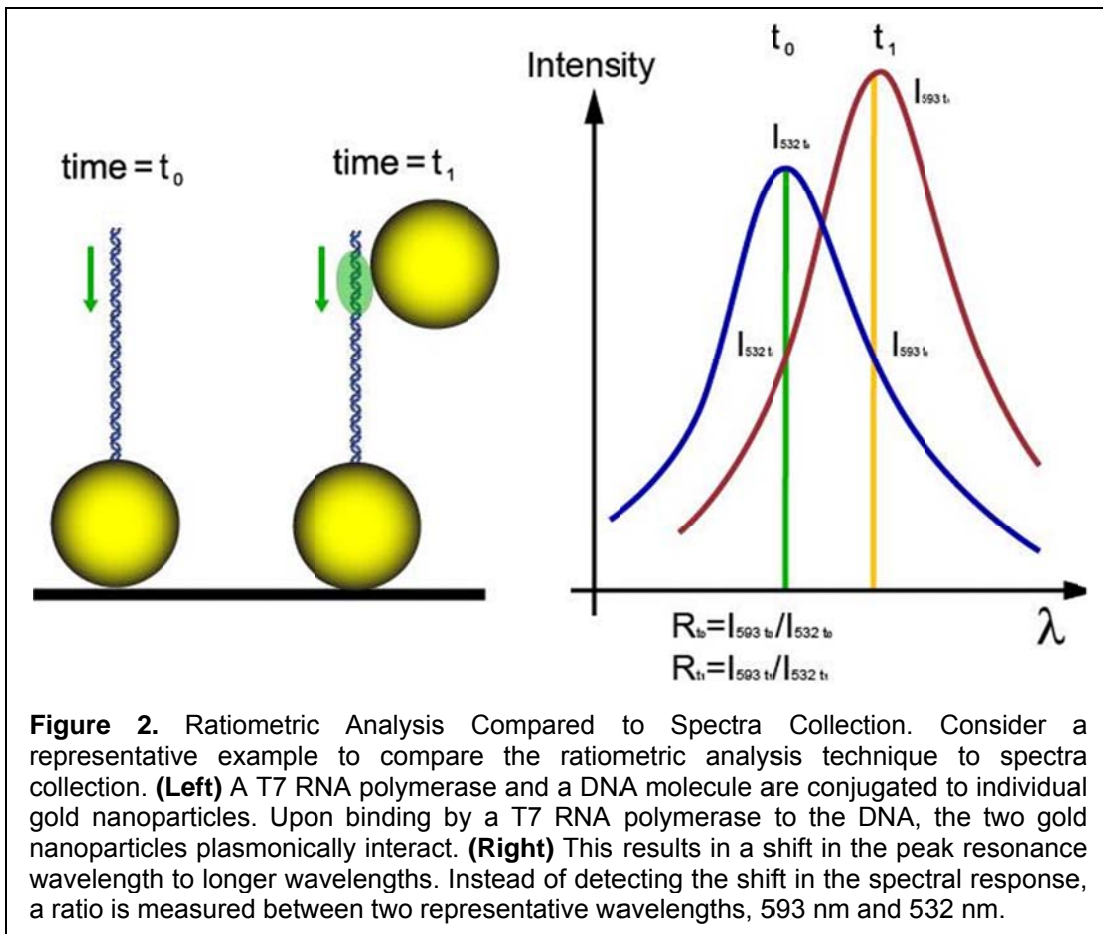 time = t₀
time = t₁
Intensity
t₀
t₁
I₅₃₂ ₜ₀
I₅₉₃ ₜ₁
I₅₃₂ ₜ
I₅₉₃ ₜ
λ
Rₜ₀=I₅₉₃ ₜ₀/I₅₃₂ ₜ₀
Rₜ₁=I₅₉₃ ₜ₁/I₅₃₂ ₜ₁
Figure 2. Ratiometric Analysis Compared to Spectra Collection. Consider a
representative example to compare the ratiometric analysis technique to spectra
collection. (Left) A T7 RNA polymerase and a DNA molecule are conjugated to individual
gold nanoparticles. Upon binding by a T7 RNA polymerase to the DNA, the two gold
nanoparticles plasmonically interact. (Right) This results in a shift in the peak resonance
wavelength to longer wavelengths. Instead of detecting the shift in the spectral response,
a ratio is measured between two representative wavelengths, 593 nm and 532 nm.